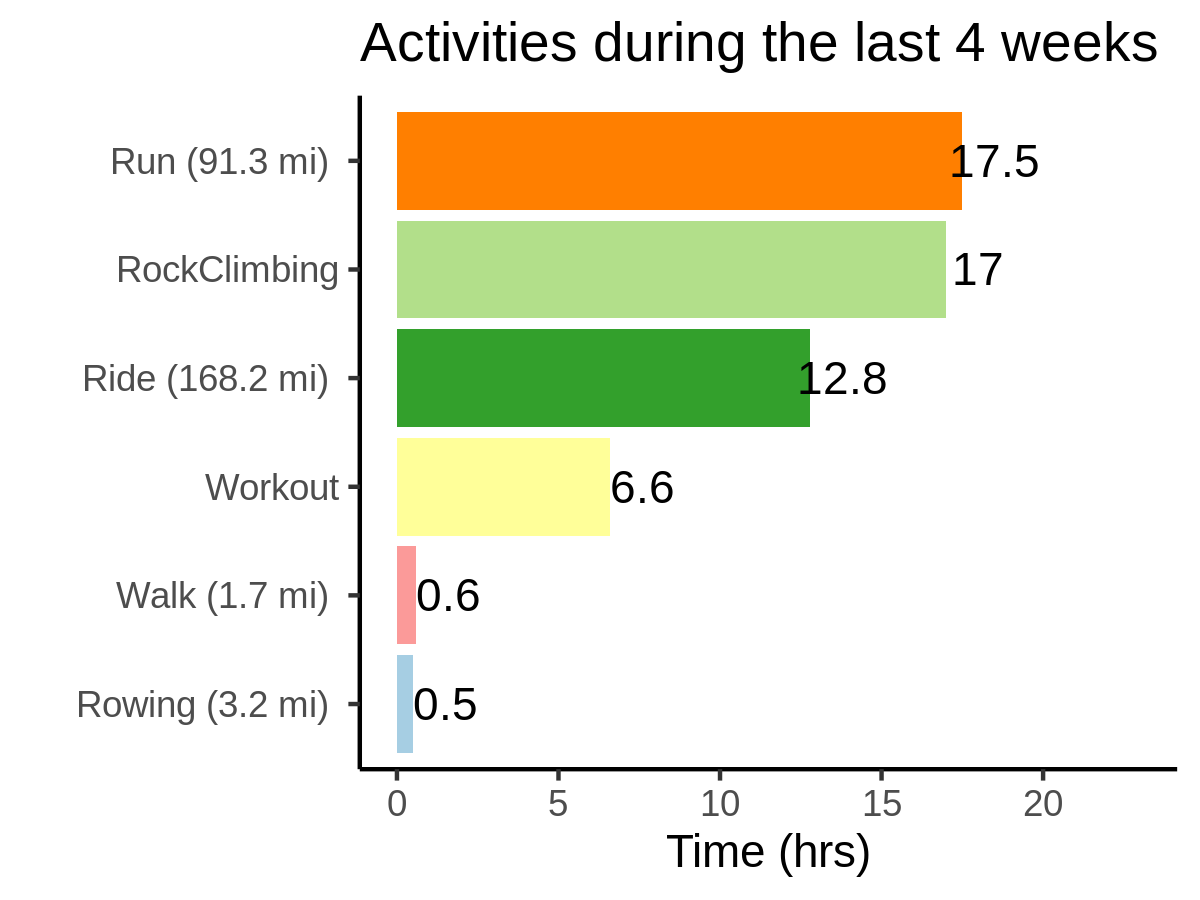 Activities during the last 4 weeks
Run (91.3 mi) 17.5
RockClimbing 17
Ride (168.2 mi) 12.8
Workout 6.6
Walk (1.7 mi) 0.6
Rowing (3.2 mi) 0.5
0 5 10 15 20
Time (hrs)